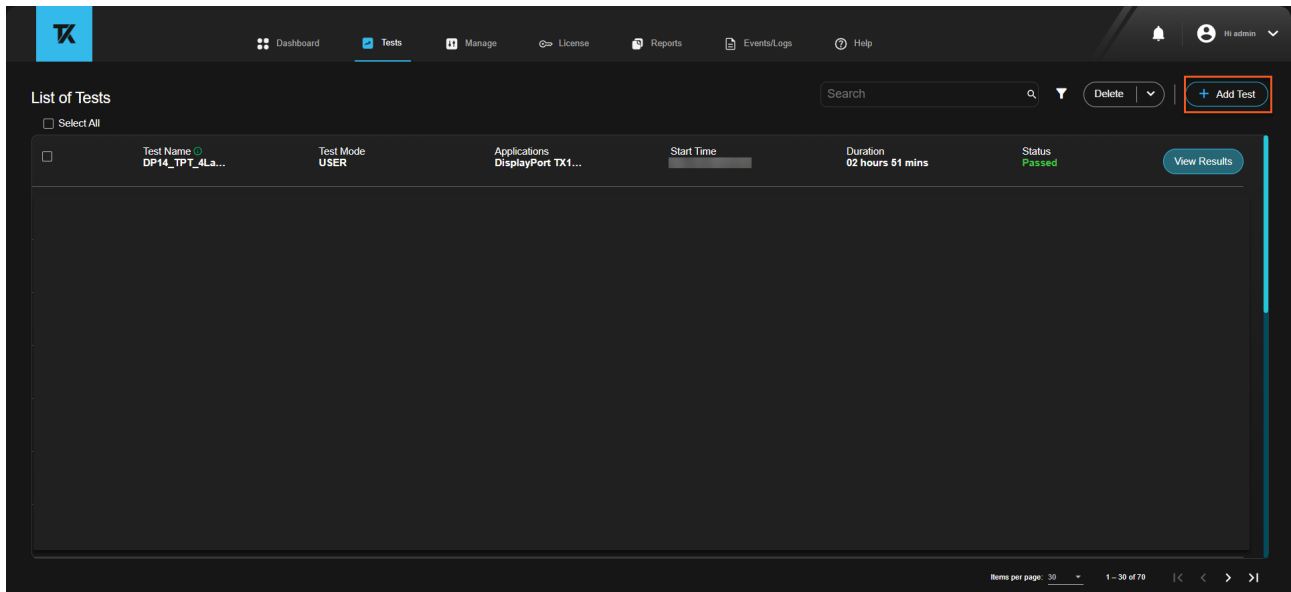 TK
Dashboard Tests Manage License Reports Events/Logs Help Hi admin
List of Tests Search Delete + Add Test
Select All
Test Name Test Mode Applications Start Time Duration Status
DP14_TPT_4La... USER DisplayPort TX1... 02 hours 51 mins Passed View Results
Items per page: 30 1 – 30 of 70